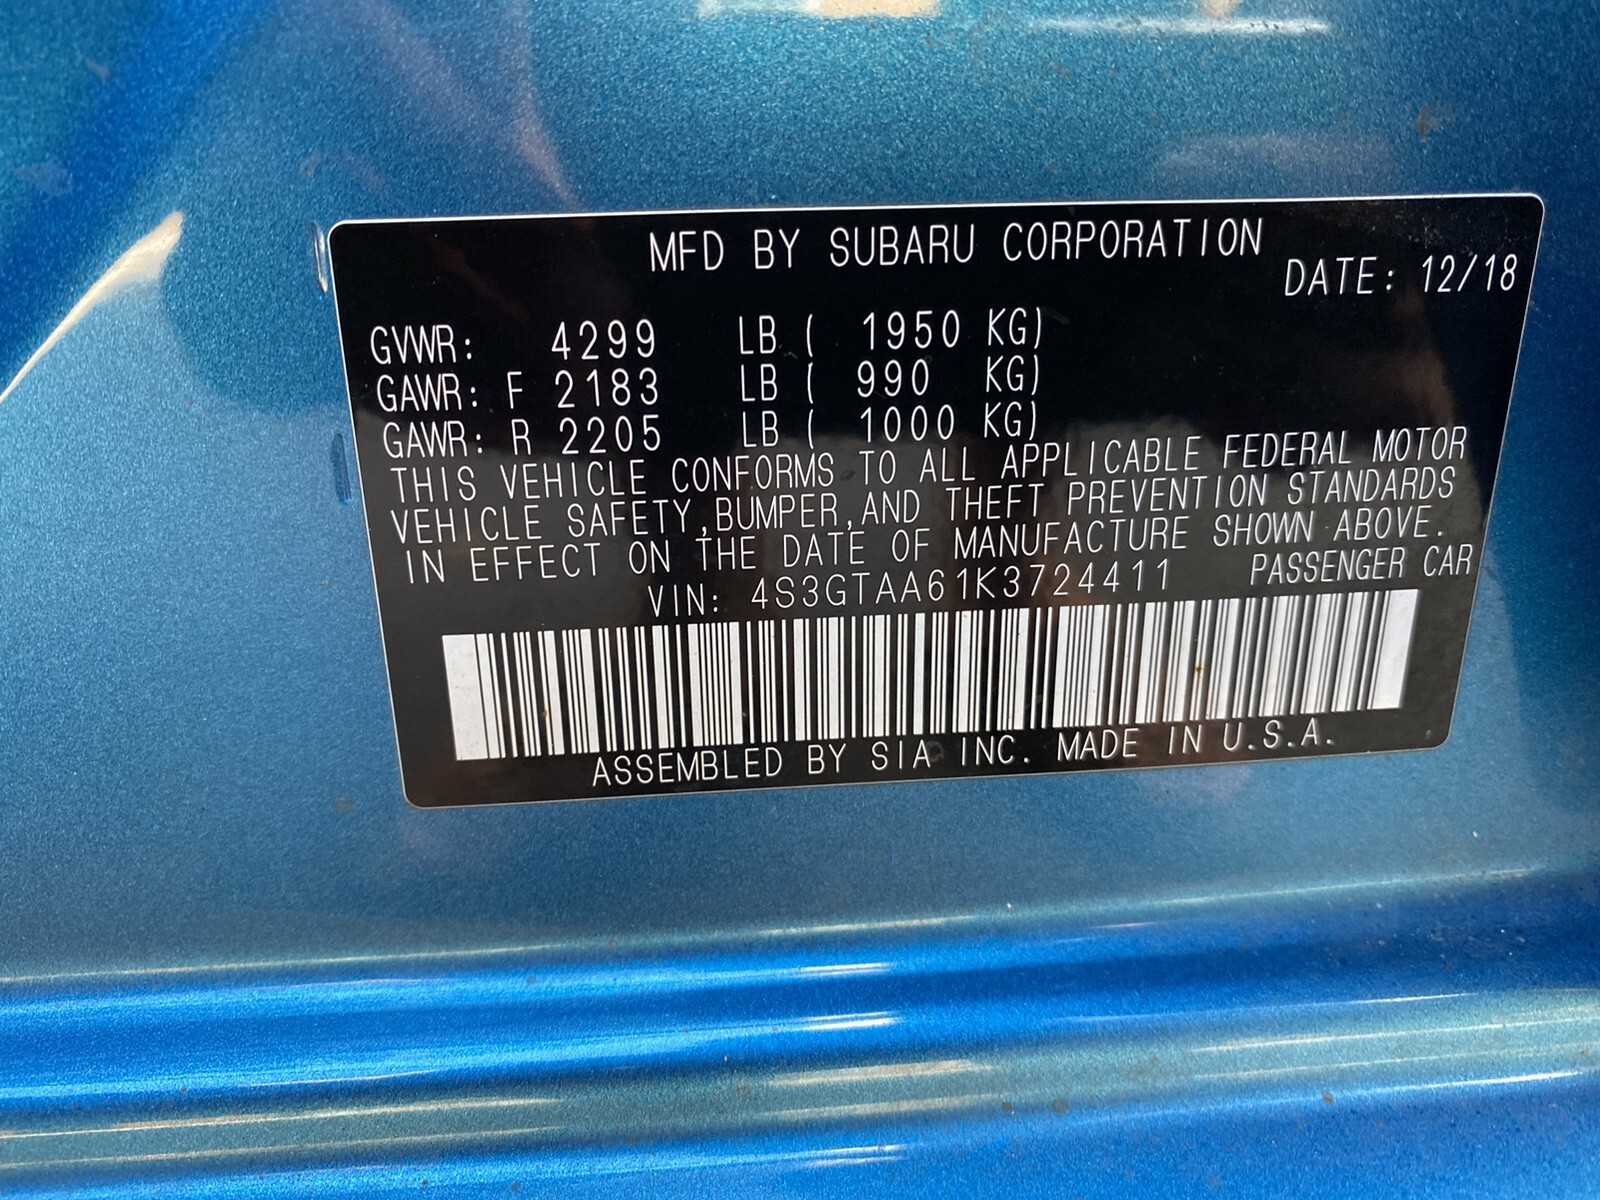 MFD BY SUBARU CORPORATION
DATE: 12/18
GVWR: 4299 LB ( 1950 KG)
GAWR: F 2183 LB ( 990 KG)
GAWR: R 2205 LB ( 1000 KG)
THIS VEHICLE CONFORMS TO ALL APPLICABLE FEDERAL MOTOR
VEHICLE SAFETY,BUMPER,AND THEFT PREVENTION STANDARDS
IN EFFECT ON THE DATE OF MANUFACTURE SHOWN ABOVE.
VIN: 4S3GTAA61K3724411 PASSENGER CAR
ASSEMBLED BY SIA INC. MADE IN U.S.A.